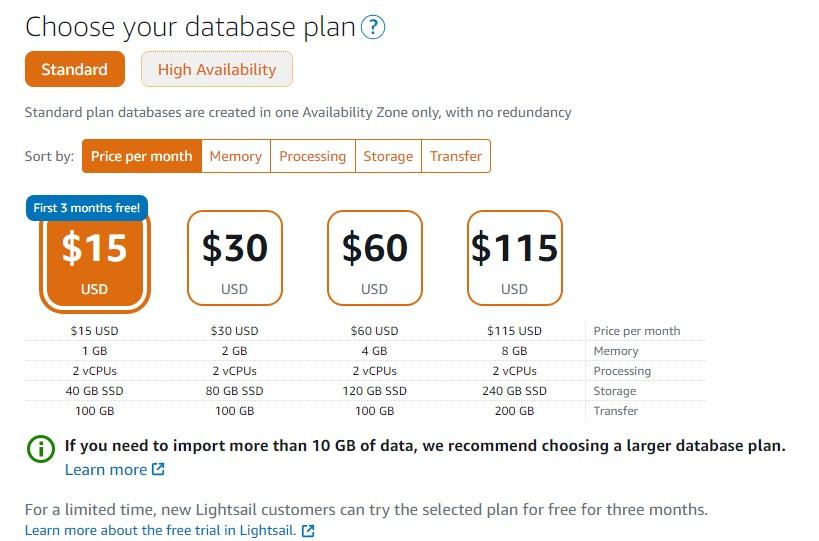 Choose your database plan ?
Standard High Availability
Standard plan databases are created in one Availability Zone only, with no redundancy
Sort by: Price per month Memory Processing Storage Transfer
First 3 months free!
$15 $30 $60 $115
USD USD USD USD
$15 USD $30 USD $60 USD $115 USD Price per month
1 GB 2 GB 4 GB 8 GB Memory
2 vCPUs 2 vCPUs 2 vCPUs 2 vCPUs Processing
40 GB SSD 80 GB SSD 120 GB SSD 240 GB SSD Storage
100 GB 100 GB 100 GB 200 GB Transfer
If you need to import more than 10 GB of data, we recommend choosing a larger database plan.
Learn more
For a limited time, new Lightsail customers can try the selected plan for free for three months.
Learn more about the free trial in Lightsail.